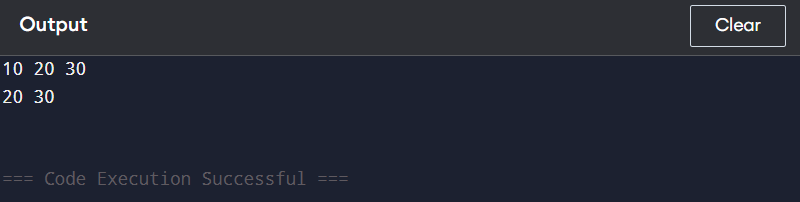 Output
Clear
10 20 30
20 30
=== Code Execution Successful ===